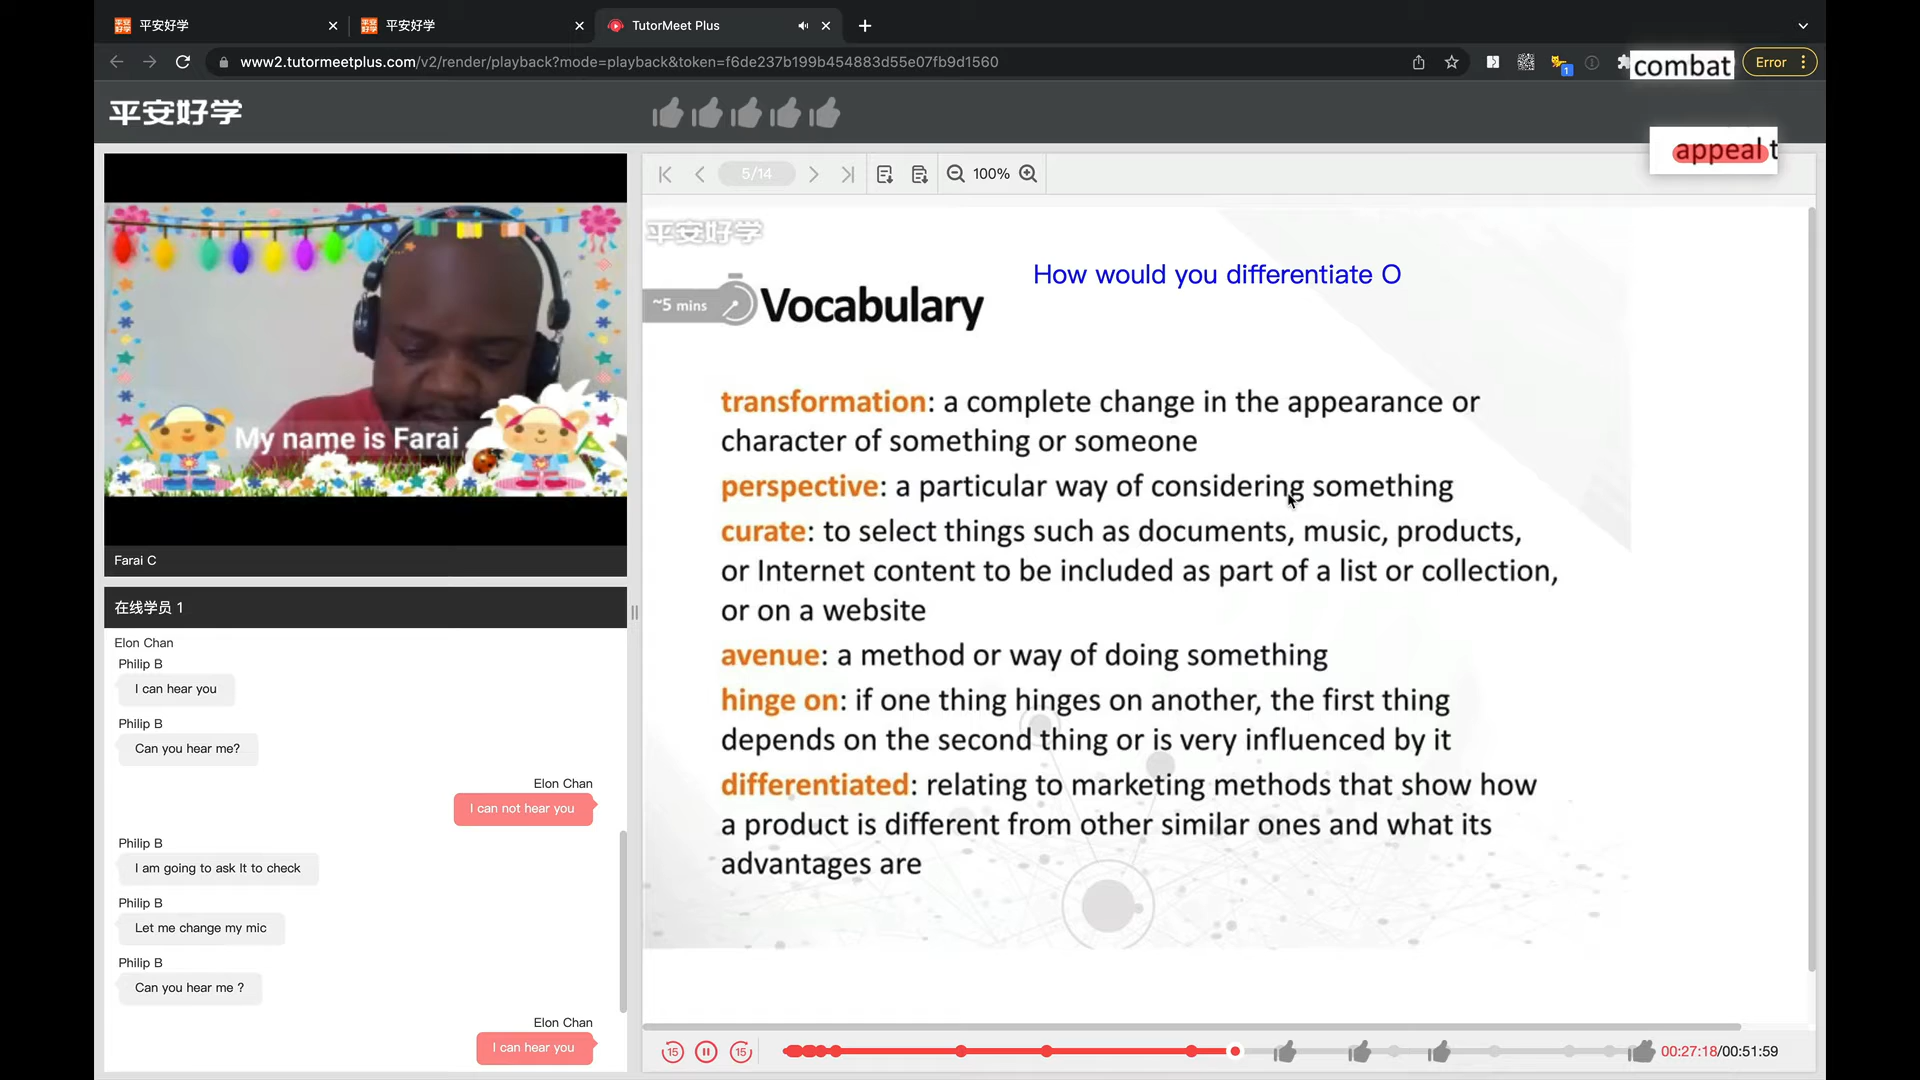 平安好学
平安好学
TutorMeet Plus
www2.tutormeetplus.com/v2/render/playback?mode=playback&token=f6de237b199b454883d55e07fb9d1560
1
combat
Error
平安好学
appeal t
5/14
100%
平安好学
How would you differentiate O
~5 mins
Vocabulary
transformation: a complete change in the appearance or
character of something or someone
perspective: a particular way of considering something
curate: to select things such as documents, music, products,
or Internet content to be included as part of a list or collection,
or on a website
avenue: a method or way of doing something
hinge on: if one thing hinges on another, the first thing
depends on the second thing or is very influenced by it
differentiated: relating to marketing methods that show how
a product is different from other similar ones and what its
advantages are
My name is Farai
Farai C
在线学员 1
Elon Chan
Philip B
I can hear you
Philip B
Can you hear me?
Elon Chan
I can not hear you
Philip B
I am going to ask It to check
Philip B
Let me change my mic
Philip B
Can you hear me ?
Elon Chan
I can hear you
15
15
00:27:18/00:51:59